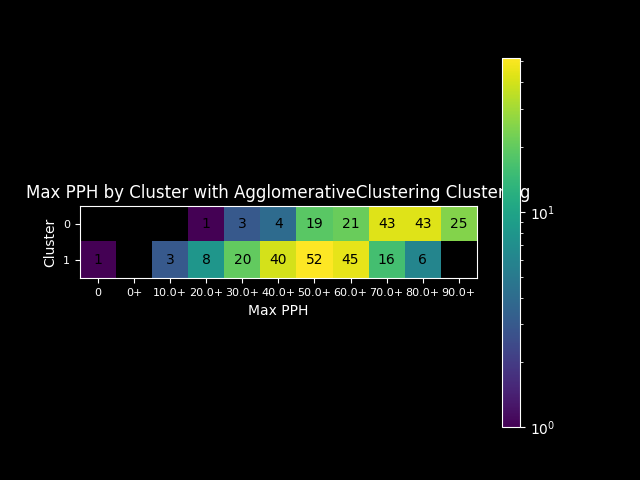 Max PPH by Cluster with AgglomerativeClustering Clustering
Cluster
0 1 3 4 19 21 43 43 25
1 1 3 8 20 40 52 45 16 6
0 0+ 10.0+ 20.0+ 30.0+ 40.0+ 50.0+ 60.0+ 70.0+ 80.0+ 90.0+
Max PPH
10¹
10⁰